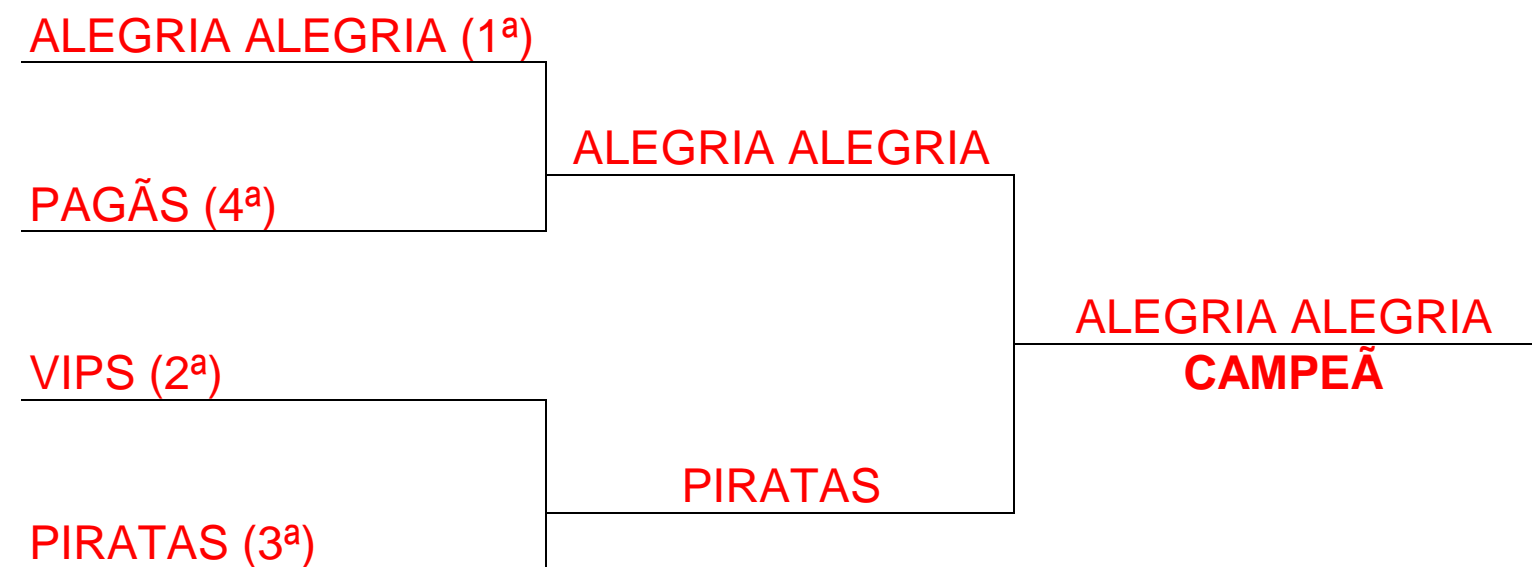 ALEGRIA ALEGRIA (1ª)
ALEGRIA ALEGRIA
PAGÃS (4ª)
ALEGRIA ALEGRIA
CAMPEÃ
VIPS (2ª)
PIRATAS
PIRATAS (3ª)